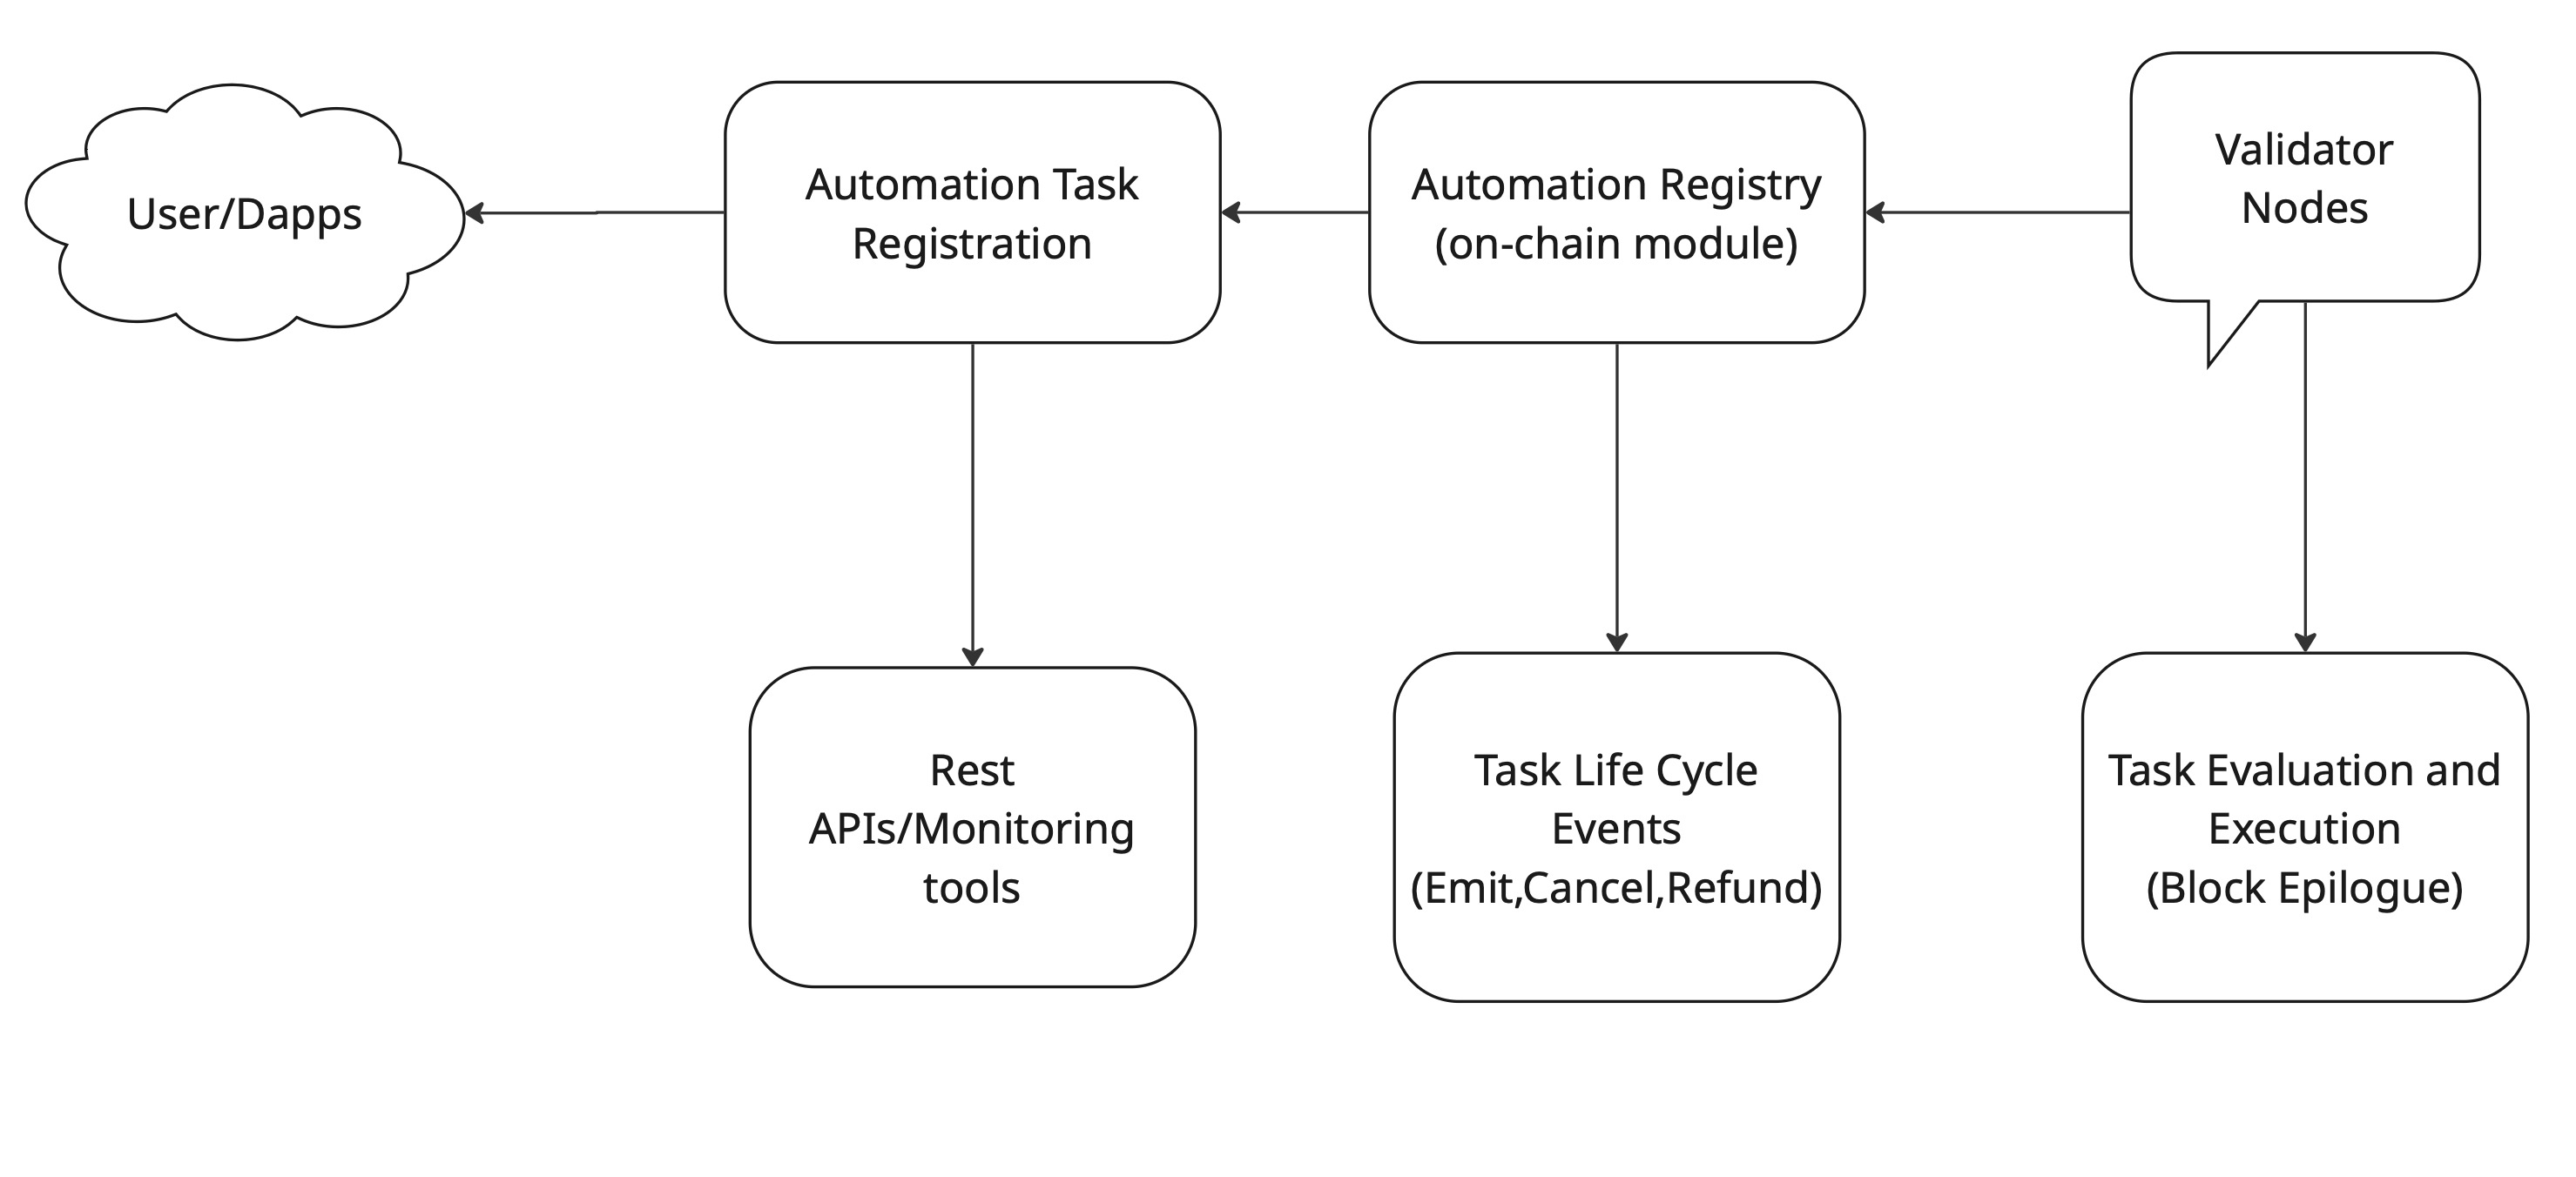 User/Dapps
Automation Task
Registration
Automation Registry
(on-chain module)
Validator
Nodes
Rest
APIs/Monitoring
tools
Task Life Cycle
Events
(Emit,Cancel,Refund)
Task Evaluation and
Execution
(Block Epilogue)